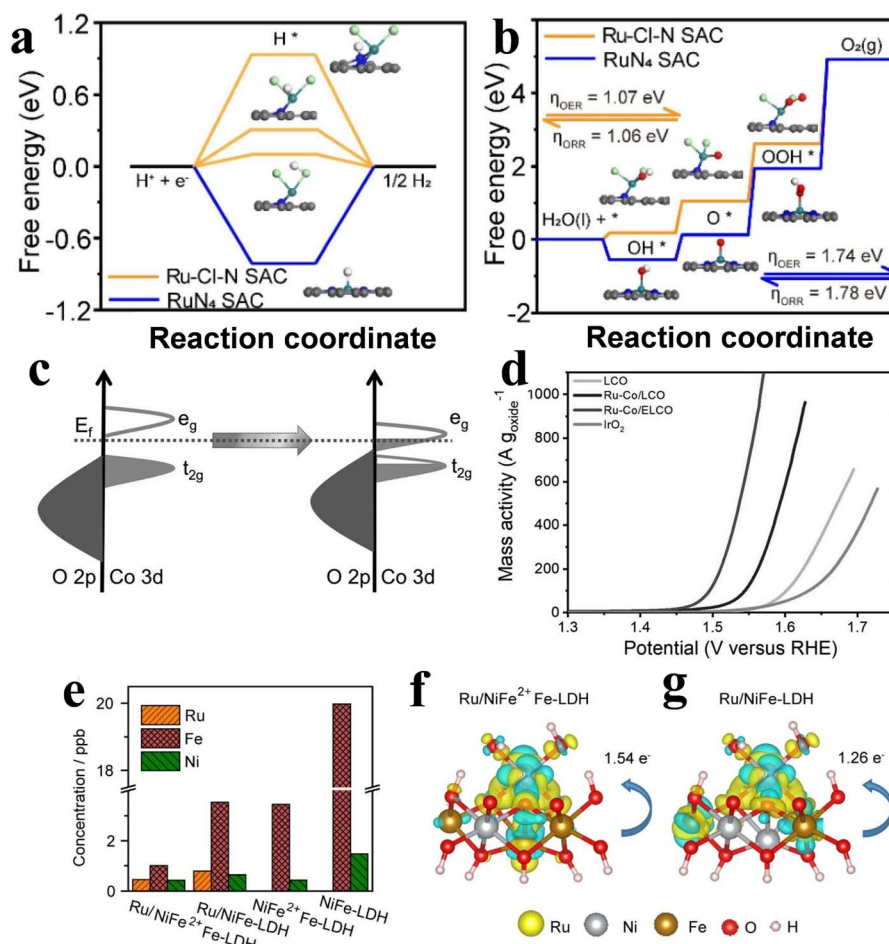 a
1.2
0.6
0.0
-0.6
-1.2
Free energy (eV)
H *
H⁺ + e⁻
1/2 H₂
Ru-Cl-N SAC
RuN₄ SAC
Reaction coordinate
b
Ru-Cl-N SAC
RuN₄ SAC
O₂(g)
4
2
0
-2
Free energy (eV)
ηOER = 1.07 eV
ηORR = 1.06 eV
OOH *
H₂O(l) + *
O *
OH *
ηOER = 1.74 eV
ηORR = 1.78 eV
Reaction coordinate
c
Ef
eg
t2g
O 2p
Co 3d
eg
t2g
O 2p
Co 3d
d
LCO
Ru-Co/LCO
Ru-Co/ELCO
IrO₂
1000
800
600
400
200
0
Mass activity (A goxide⁻¹)
1.3 1.4 1.5 1.6 1.7
Potential (V versus RHE)
e
20
18
2
0
Concentration / ppb
Ru
Fe
Ni
Ru/NiFe²⁺Fe-LDH
Ru/NiFe-LDH
NiFe²⁺Fe-LDH
NiFe-LDH
f
Ru/NiFe²⁺Fe-LDH
1.54 e⁻
g
Ru/NiFe-LDH
1.26 e⁻
Ru Ni Fe O H